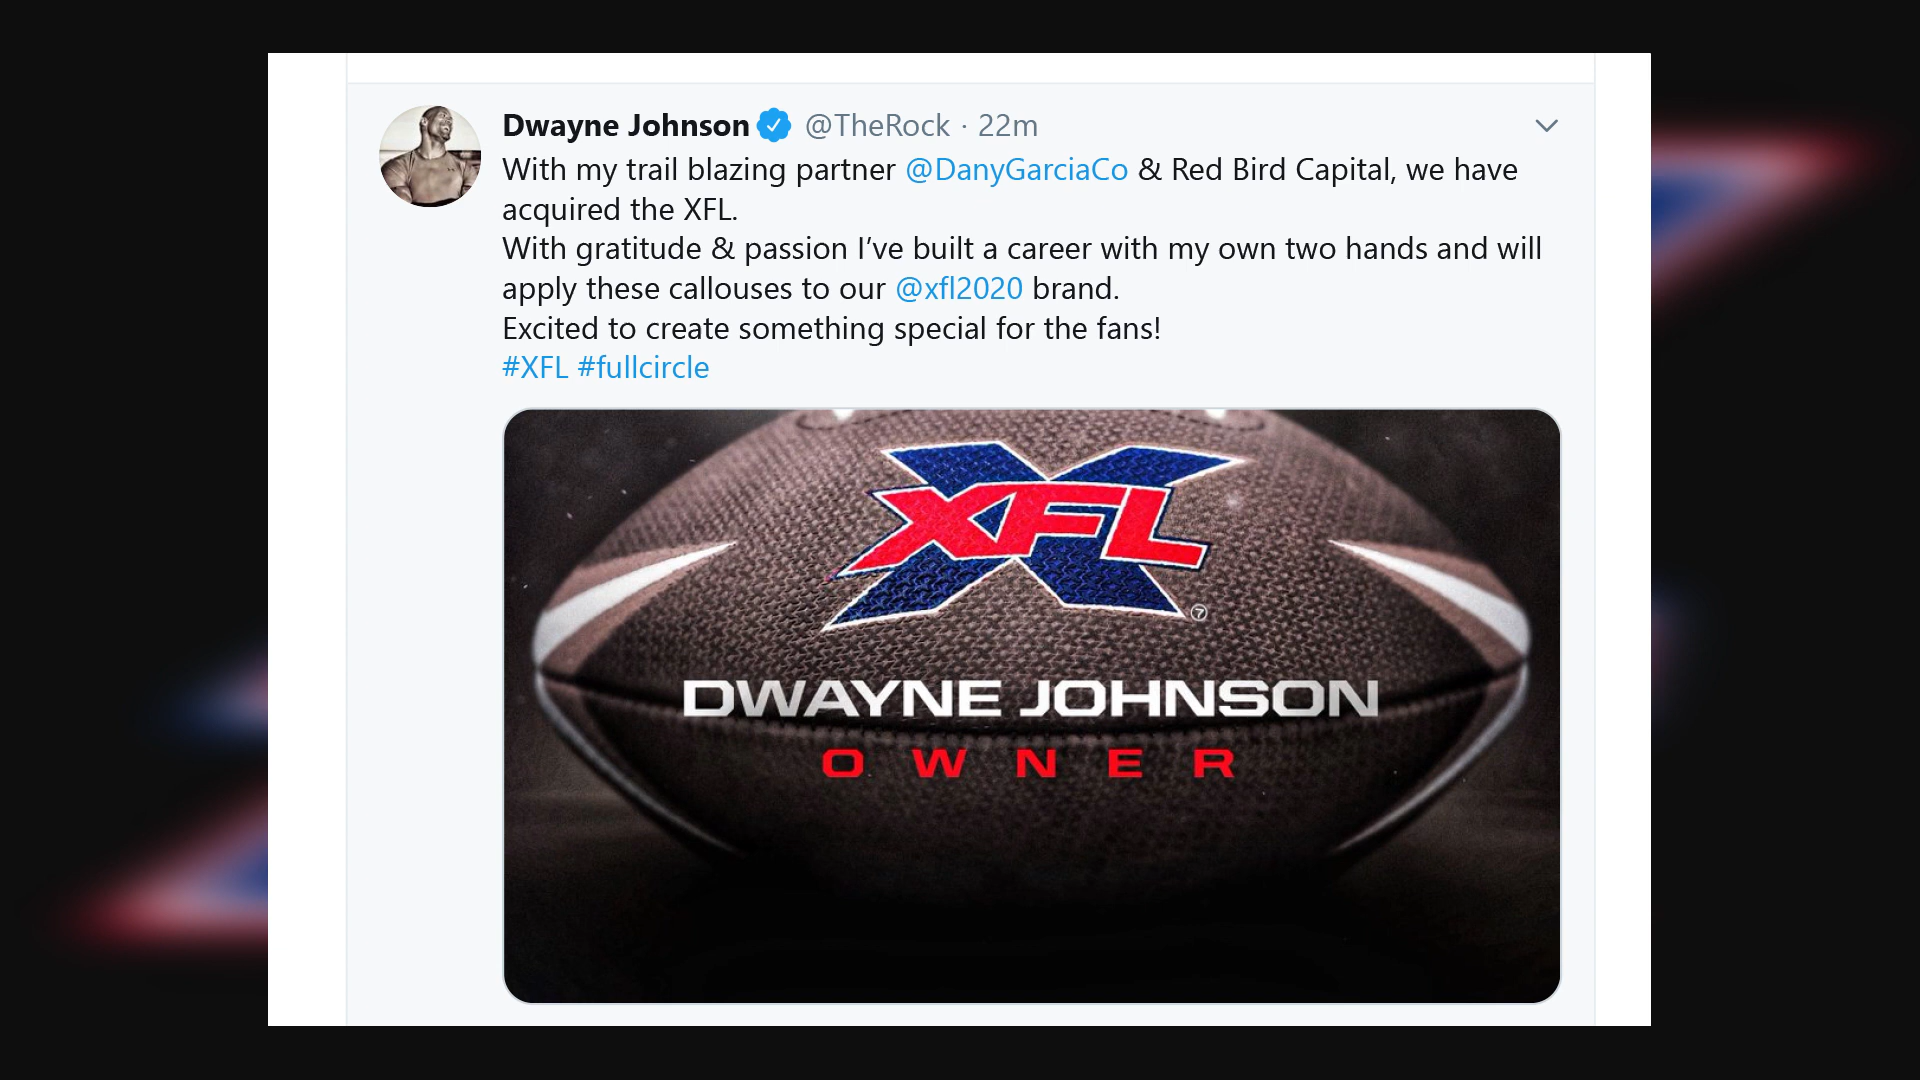 Dwayne Johnson @TheRock · 22m
With my trail blazing partner @DanyGarciaCo & Red Bird Capital, we have
acquired the XFL.
With gratitude & passion I’ve built a career with my own two hands and will
apply these callouses to our @xfl2020 brand.
Excited to create something special for the fans!
#XFL #fullcircle
XFL
DWAYNE JOHNSON
OWNER